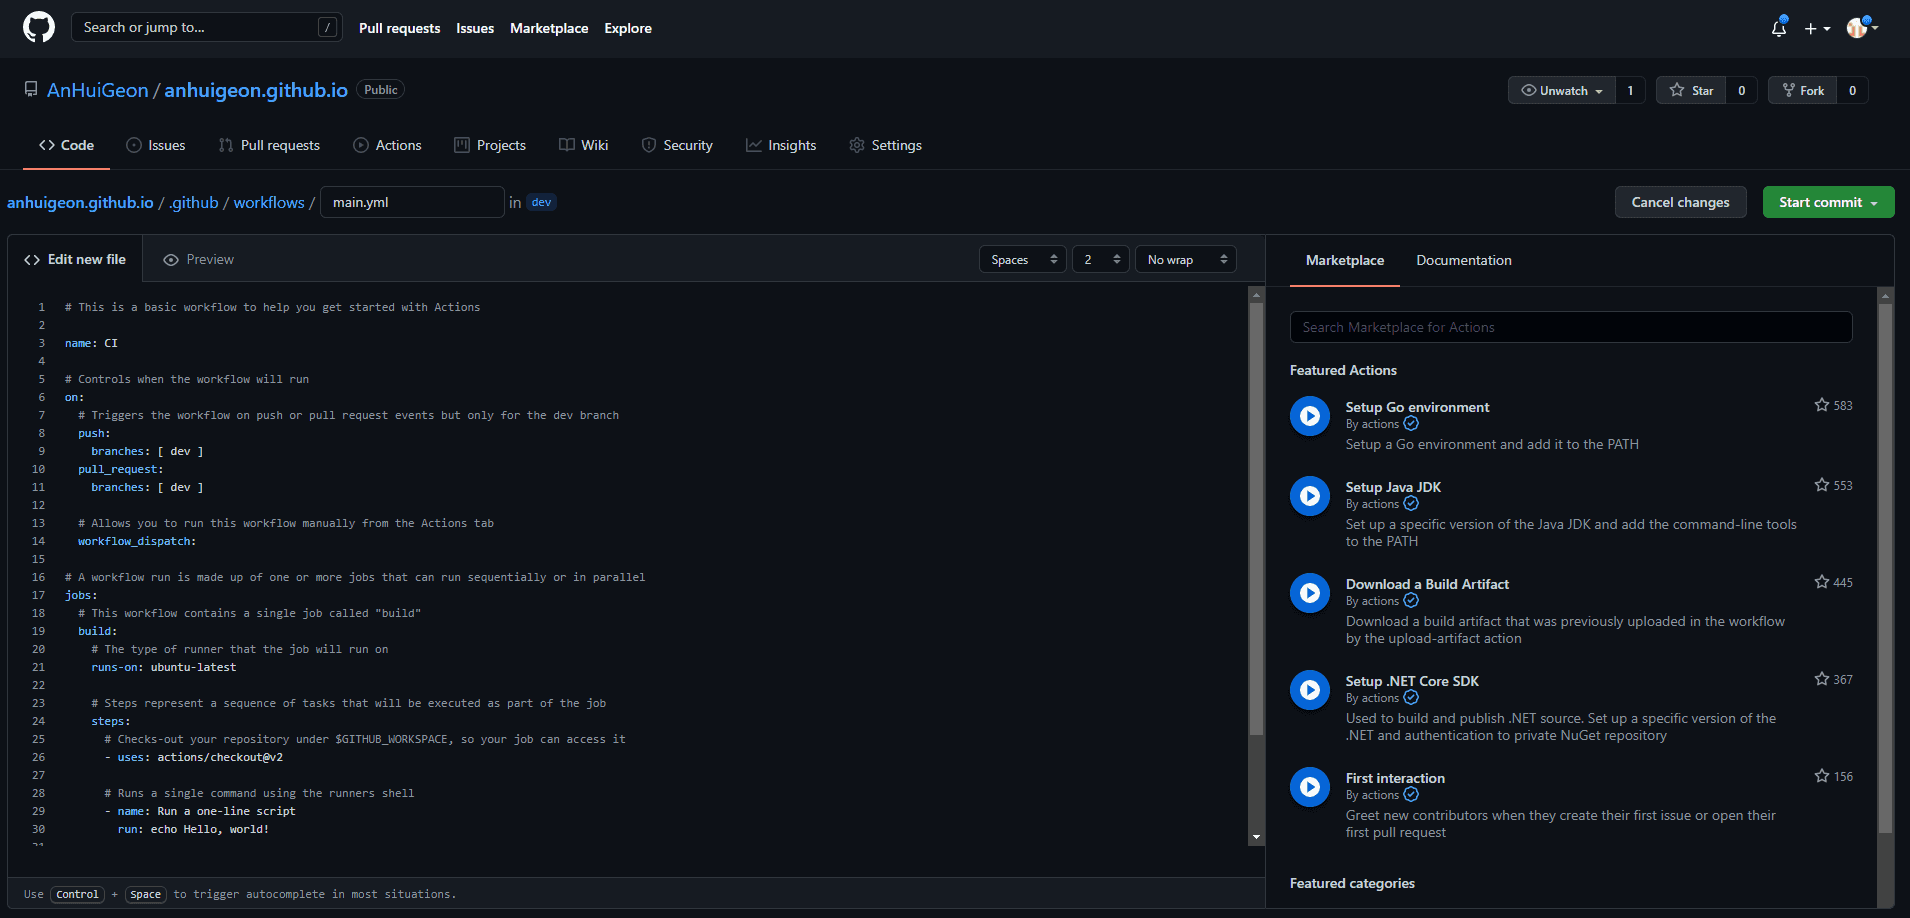 Search or jump to... /
Pull requests Issues Marketplace Explore
AnHuiGeon / anhuigeon.github.io Public
Unwatch 1 Star 0 Fork 0
Code Issues Pull requests Actions Projects Wiki Security Insights Settings
anhuigeon.github.io / .github / workflows / main.yml in dev
Cancel changes Start commit
Edit new file Preview
Spaces 2 No wrap
1 # This is a basic workflow to help you get started with Actions
2
3 name: CI
4
5 # Controls when the workflow will run
6 on:
7   # Triggers the workflow on push or pull request events but only for the dev branch
8   push:
9     branches: [ dev ]
10   pull_request:
11     branches: [ dev ]
12
13   # Allows you to run this workflow manually from the Actions tab
14   workflow_dispatch:
15
16 # A workflow run is made up of one or more jobs that can run sequentially or in parallel
17 jobs:
18   # This workflow contains a single job called "build"
19   build:
20     # The type of runner that the job will run on
21     runs-on: ubuntu-latest
22
23     # Steps represent a sequence of tasks that will be executed as part of the job
24     steps:
25       # Checks-out your repository under $GITHUB_WORKSPACE, so your job can access it
26       - uses: actions/checkout@v2
27
28       # Runs a single command using the runners shell
29       - name: Run a one-line script
30         run: echo Hello, world!
31
Use Control + Space to trigger autocomplete in most situations.
Marketplace Documentation
Search Marketplace for Actions
Featured Actions
Setup Go environment 583
By actions
Setup a Go environment and add it to the PATH
Setup Java JDK 553
By actions
Set up a specific version of the Java JDK and add the command-line tools
to the PATH
Download a Build Artifact 445
By actions
Download a build artifact that was previously uploaded in the workflow
by the upload-artifact action
Setup .NET Core SDK 367
By actions
Used to build and publish .NET source. Set up a specific version of the
.NET and authentication to private NuGet repository
First interaction 156
By actions
Greet new contributors when they create their first issue or open their
first pull request
Featured categories